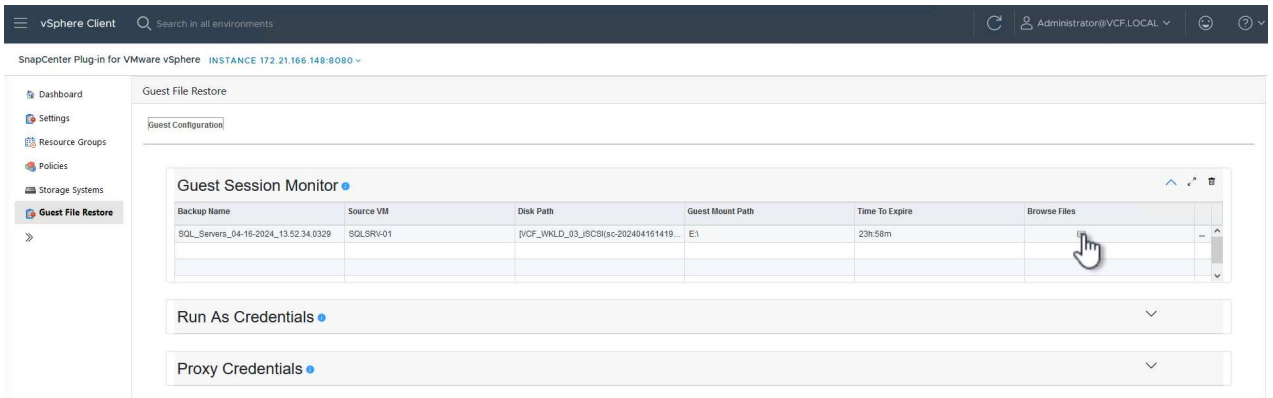 vSphere Client Search in all environments Administrator@VCF.LOCAL
SnapCenter Plug-in for VMware vSphere INSTANCE 172.21.166.148:8080
Dashboard
Settings
Resource Groups
Policies
Storage Systems
Guest File Restore
Guest File Restore
Guest Configuration
Guest Session Monitor
Backup Name Source VM Disk Path Guest Mount Path Time To Expire Browse Files
SQL_Servers_04-16-2024_13.52.34.0329 SQLSRV-01 [VCF_WKLD_03_iSCSI(sc-202404161419... E:\ 23h:58m ...
Run As Credentials
Proxy Credentials